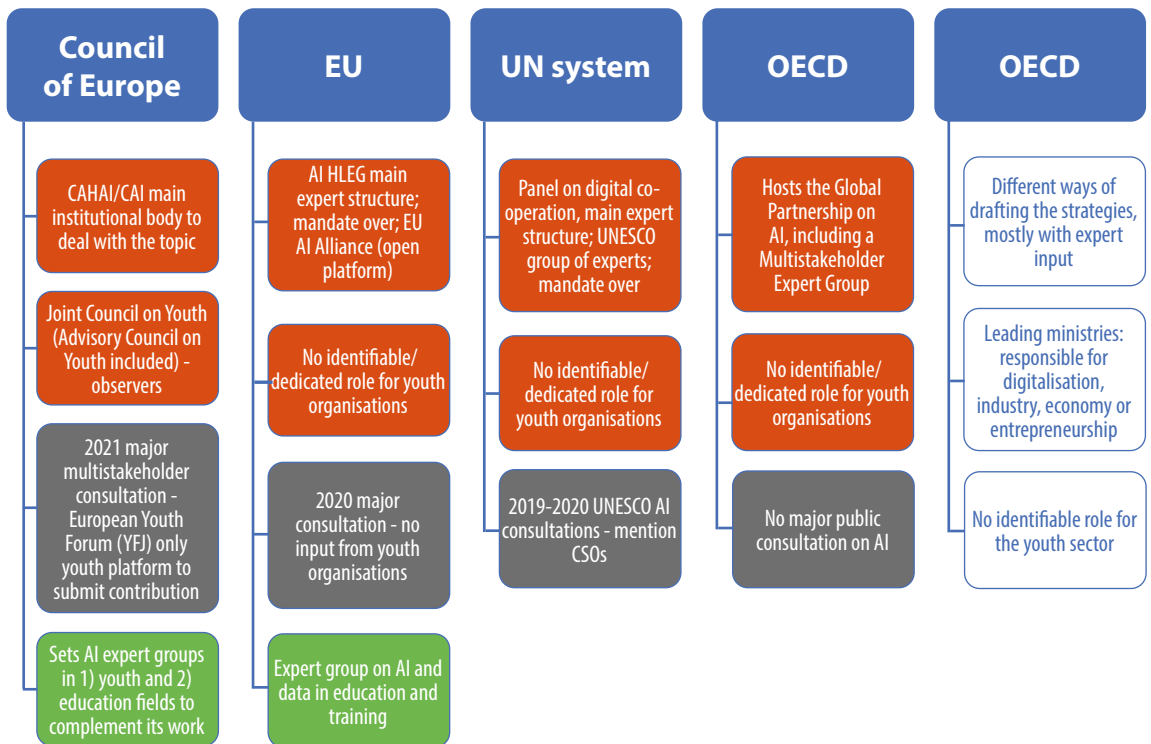 Council
of Europe
CAHAI/CAI main
institutional body to
deal with the topic
Joint Council on Youth
(Advisory Council on
Youth included) -
observers
2021 major
multistakeholder
consultation -
European Youth
Forum (YFJ) only
youth platform to
submit contribution
Sets AI expert groups
in 1) youth and 2)
education fields to
complement its work
EU
AI HLEG main
expert structure;
mandate over; EU
AI Alliance (open
platform)
No identifiable/
dedicated role for youth
organisations
2020 major
consultation - no
input from youth
organisations
Expert group on AI and
data in education and
training
UN system
Panel on digital co-
operation, main expert
structure; UNESCO
group of experts;
mandate over
No identifiable/
dedicated role for
youth organisations
2019-2020 UNESCO AI
consultations - mention
CSOs
OECD
Hosts the Global
Partnership on
AI, including a
Multistakeholder
Expert Group
No identifiable/
dedicated role for youth
organisations
No major public
consultation on AI
OECD
Different ways of
drafting the strategies,
mostly with expert
input
Leading ministries:
responsible for
digitalisation,
industry, economy or
entrepreneurship
No identifiable role for
the youth sector